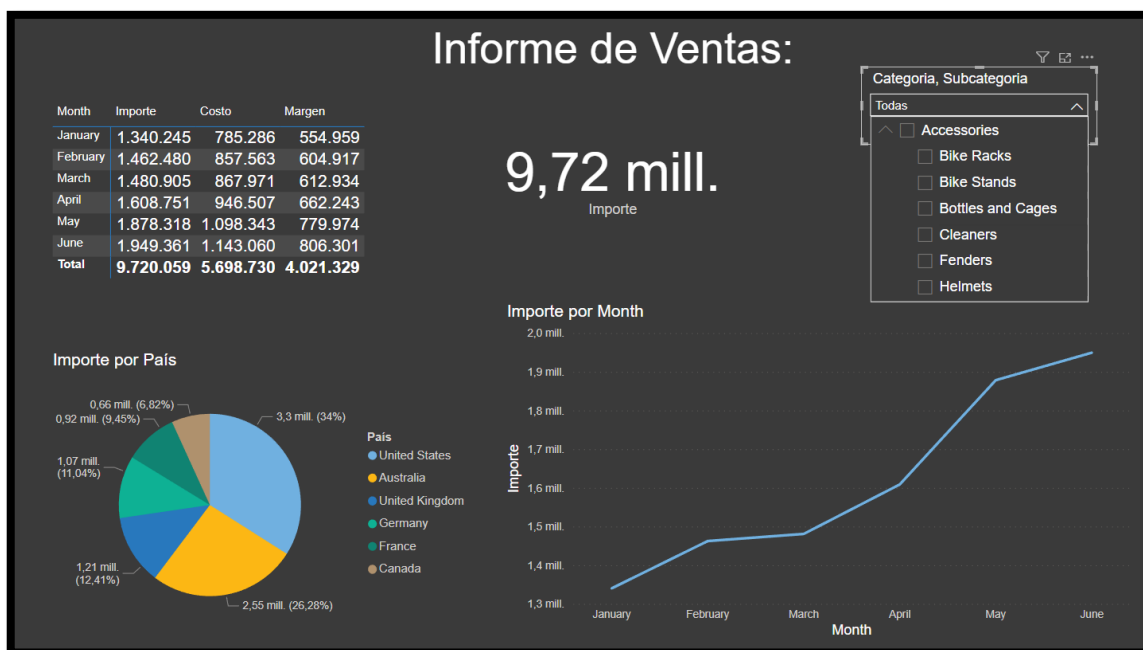 Informe de Ventas:
Categoria, Subcategoria
Todas
Accessories
Bike Racks
Bike Stands
Bottles and Cages
Cleaners
Fenders
Helmets
Month Importe Costo Margen
January 1.340.245 785.286 554.959
February 1.462.480 857.563 604.917
March 1.480.905 867.971 612.934
April 1.608.751 946.507 662.243
May 1.878.318 1.098.343 779.974
June 1.949.361 1.143.060 806.301
Total 9.720.059 5.698.730 4.021.329
9,72 mill.
Importe
Importe por País
0,66 mill. (6,82%)
0,92 mill. (9,45%)
1,07 mill.
(11,04%)
1,21 mill.
(12,41%)
3,3 mill. (34%)
2,55 mill. (26,28%)
País
United States
Australia
United Kingdom
Germany
France
Canada
Importe por Month
2,0 mill.
1,9 mill.
1,8 mill.
1,7 mill.
1,6 mill.
1,5 mill.
1,4 mill.
1,3 mill.
Importe
January February March April May June
Month